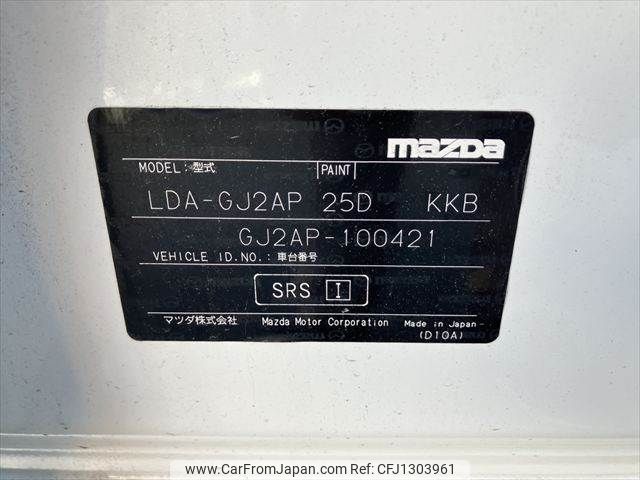 mazda
MODEL:型式 PAINT
LDA-GJ2AP 25D KKB
GJ2AP-100421
VEHICLE ID.NO.:車台番号
SRS I
マツダ株式会社 Mazda Motor Corporation Made in Japan
(D10A)
www.CarFromJapan.com - CFJ1303961